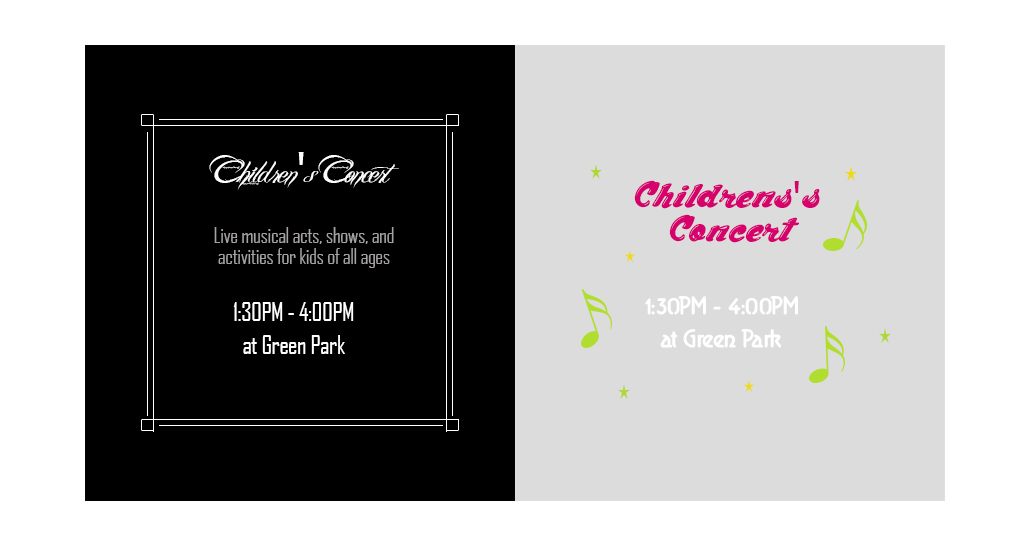 Children's Concert
Live musical acts, shows, and
activities for kids of all ages
1:30PM - 4:00PM
at Green Park
Childrens's
Concert
1:30PM - 4:00PM
at Green Park